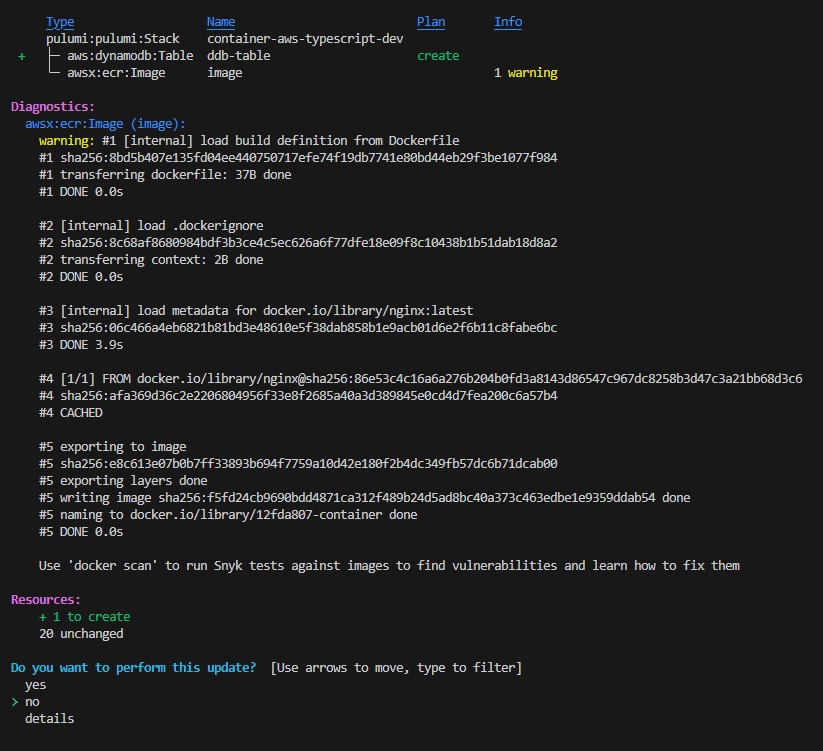 Type Name Plan Info
pulumi:pulumi:Stack container-aws-typescript-dev
+ ├─ aws:dynamodb:Table ddb-table create
└─ awsx:ecr:Image image 1 warning
Diagnostics:
awsx:ecr:Image (image):
warning: #1 [internal] load build definition from Dockerfile
#1 sha256:8bd5b407e135fd04ee440750717efe74f19db7741e80bd44eb29f3be1077f984
#1 transferring dockerfile: 37B done
#1 DONE 0.0s
#2 [internal] load .dockerignore
#2 sha256:8c68af8680984bdf3b3ce4c5ec626a6f77dfe18e09f8c10438b1b51dab18d8a2
#2 transferring context: 2B done
#2 DONE 0.0s
#3 [internal] load metadata for docker.io/library/nginx:latest
#3 sha256:06c466a4eb6821b81bd3e48610e5f38dab858b1e9acb01d6e2f6b11c8fabe6bc
#3 DONE 3.9s
#4 [1/1] FROM docker.io/library/nginx@sha256:86e53c4c16a6a276b204b0fd3a8143d86547c967dc8258b3d47c3a21bb68d3c6
#4 sha256:afa369d36c2e2206804956f33e8f2685a40a3d389845e0cd4d7fea200c6a57b4
#4 CACHED
#5 exporting to image
#5 sha256:e8c613e07b0b7ff33893b694f7759a10d42e180f2b4dc349fb57dc6b71dcab00
#5 exporting layers done
#5 writing image sha256:f5fd24cb9690bdd4871ca312f489b24d5ad8bc40a373c463edbe1e9359ddab54 done
#5 naming to docker.io/library/12fda807-container done
#5 DONE 0.0s
Use 'docker scan' to run Snyk tests against images to find vulnerabilities and learn how to fix them
Resources:
+ 1 to create
20 unchanged
Do you want to perform this update? [Use arrows to move, type to filter]
yes
> no
details